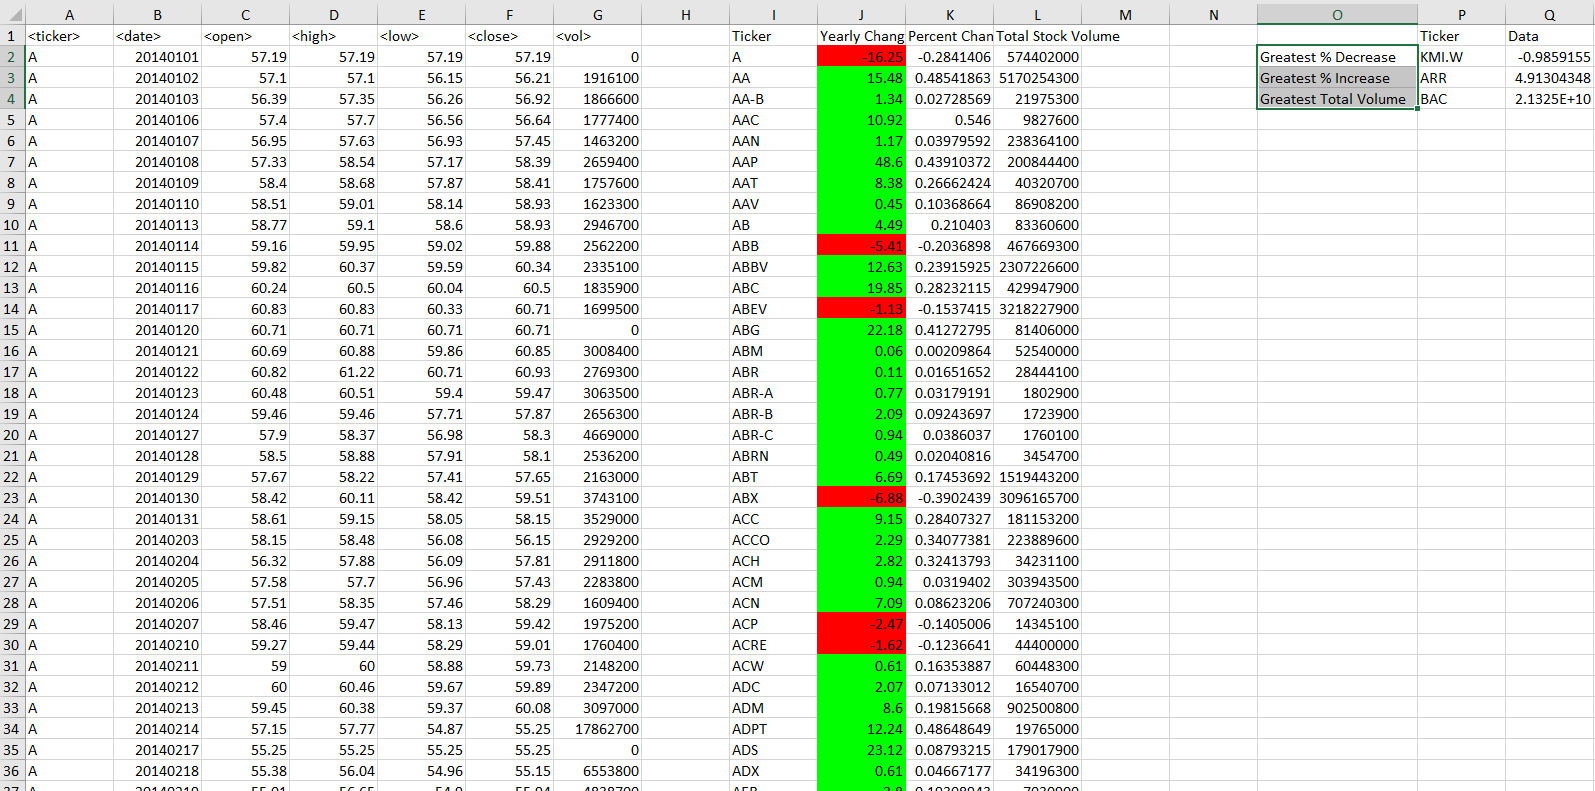 A B C D E F G H I J K L M N O P Q
1 <ticker> <date> <open> <high> <low> <close> <vol> Ticker Yearly Chang Percent Chan Total Stock Volume Ticker Data
2 A 20140101 57.19 57.19 57.19 57.19 0 A -16.25 -0.2841406 574402000 Greatest % Decrease KMI.W -0.9859155
3 A 20140102 57.1 57.1 56.15 56.21 1916100 AA 15.48 0.48541863 5170254300 Greatest % Increase ARR 4.91304348
4 A 20140103 56.39 57.35 56.26 56.92 1866600 AA-B 1.34 0.02728569 21975300 Greatest Total Volume BAC 2.1325E+10
5 A 20140106 57.4 57.7 56.56 56.64 1777400 AAC 10.92 0.546 9827600
6 A 20140107 56.95 57.63 56.93 57.45 1463200 AAN 1.17 0.03979592 238364100
7 A 20140108 57.33 58.54 57.17 58.39 2659400 AAP 48.6 0.43910372 200844400
8 A 20140109 58.4 58.68 57.87 58.41 1757600 AAT 8.38 0.26662424 40320700
9 A 20140110 58.51 59.01 58.14 58.93 1623300 AAV 0.45 0.10368664 86908200
10 A 20140113 58.77 59.1 58.6 58.93 2946700 AB 4.49 0.210403 83360600
11 A 20140114 59.16 59.95 59.02 59.88 2562200 ABB -5.41 -0.2036898 467669300
12 A 20140115 59.82 60.37 59.59 60.34 2335100 ABBV 12.63 0.23915925 2307226600
13 A 20140116 60.24 60.5 60.04 60.5 1835900 ABC 19.85 0.28232115 429947900
14 A 20140117 60.83 60.83 60.33 60.71 1699500 ABEV -1.13 -0.1537415 3218227900
15 A 20140120 60.71 60.71 60.71 60.71 0 ABG 22.18 0.41272795 81406000
16 A 20140121 60.69 60.88 59.86 60.85 3008400 ABM 0.06 0.00209864 52540000
17 A 20140122 60.82 61.22 60.71 60.93 2769300 ABR 0.11 0.01651652 28444100
18 A 20140123 60.48 60.51 59.4 59.47 3063500 ABR-A 0.77 0.03179191 1802900
19 A 20140124 59.46 59.46 57.71 57.87 2656300 ABR-B 2.09 0.09243697 1723900
20 A 20140127 57.9 58.37 56.98 58.3 4669000 ABR-C 0.94 0.0386037 1760100
21 A 20140128 58.5 58.88 57.91 58.1 2536200 ABRN 0.49 0.02040816 3454700
22 A 20140129 57.67 58.22 57.41 57.65 2163000 ABT 6.69 0.17453692 1519443200
23 A 20140130 58.42 60.11 58.42 59.51 3743100 ABX -6.88 -0.3902439 3096165700
24 A 20140131 58.61 59.15 58.05 58.15 3529000 ACC 9.15 0.28407327 181153200
25 A 20140203 58.15 58.48 56.08 56.15 2929200 ACCO 2.29 0.34077381 223889600
26 A 20140204 56.32 57.88 56.09 57.81 2911800 ACH 2.82 0.32413793 34231100
27 A 20140205 57.58 57.7 56.96 57.43 2283800 ACM 0.94 0.0319402 303943500
28 A 20140206 57.51 58.35 57.46 58.29 1609400 ACN 7.09 0.08623206 707240300
29 A 20140207 58.46 59.47 58.13 59.42 1975200 ACP -2.47 -0.1405006 14345100
30 A 20140210 59.27 59.44 58.29 59.01 1760400 ACRE -1.62 -0.1236641 44400000
31 A 20140211 59 60 58.88 59.73 2148200 ACW 0.61 0.16353887 60448300
32 A 20140212 60 60.46 59.67 59.89 2347200 ADC 2.07 0.07133012 16540700
33 A 20140213 59.45 60.38 59.37 60.08 3097000 ADM 8.6 0.19815668 902500800
34 A 20140214 57.15 57.77 54.87 55.25 17862700 ADPT 12.24 0.48648649 19765000
35 A 20140217 55.25 55.25 55.25 55.25 0 ADS 23.12 0.08793215 179017900
36 A 20140218 55.38 56.04 54.96 55.15 6553800 ADX 0.61 0.04667177 34196300